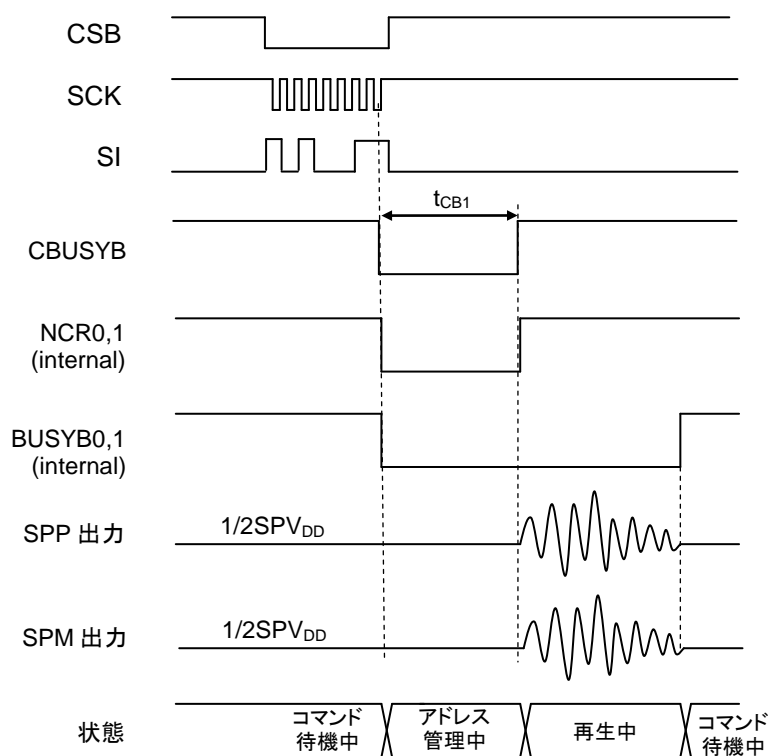 CSB
SCK
SI
tCB1
CBUSYB
NCR0,1
(internal)
BUSYB0,1
(internal)
SPP 出力
1/2SPVDD
SPM 出力
1/2SPVDD
状態
コマンド
待機中
アドレス
管理中
再生中
コマンド
待機中